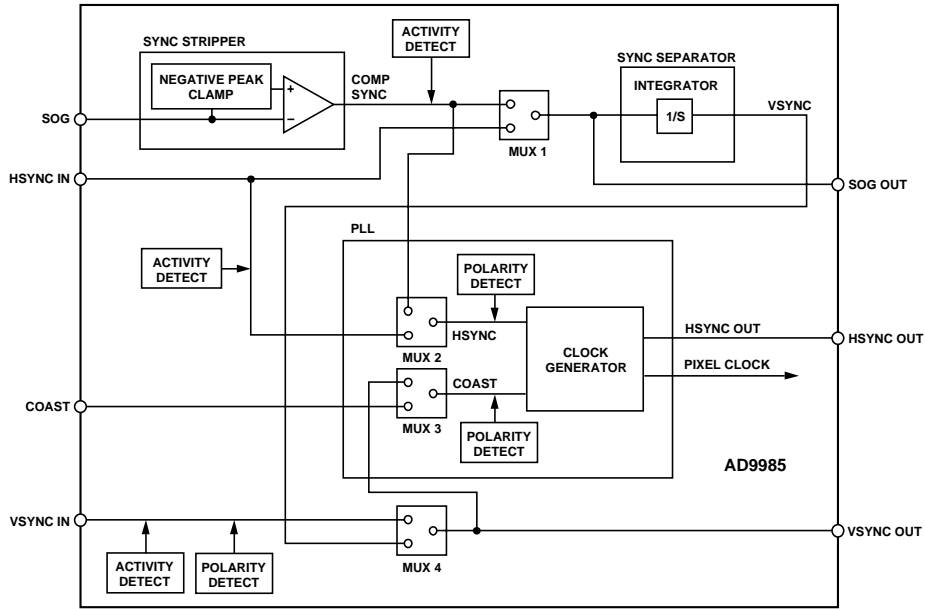 ACTIVITY
DETECT
SYNC STRIPPER
NEGATIVE PEAK
CLAMP
+
−
COMP
SYNC
SYNC SEPARATOR
INTEGRATOR
1/S
VSYNC
SOG
MUX 1
HSYNC IN
SOG OUT
PLL
ACTIVITY
DETECT
POLARITY
DETECT
HSYNC
MUX 2
CLOCK
GENERATOR
HSYNC OUT
HSYNC OUT
PIXEL CLOCK
COAST
COAST
MUX 3
POLARITY
DETECT
AD9985
VSYNC IN
VSYNC OUT
MUX 4
ACTIVITY
DETECT
POLARITY
DETECT